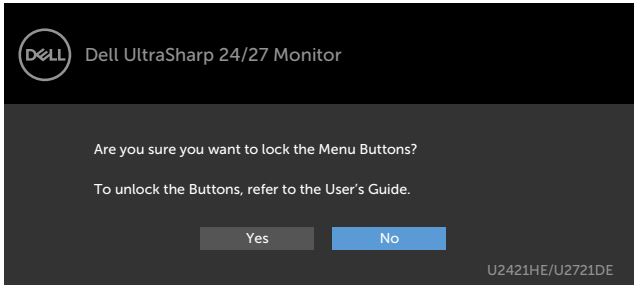 DELL
Dell UltraSharp 24/27 Monitor
Are you sure you want to lock the Menu Buttons?
To unlock the Buttons, refer to the User’s Guide.
Yes No
U2421HE/U2721DE